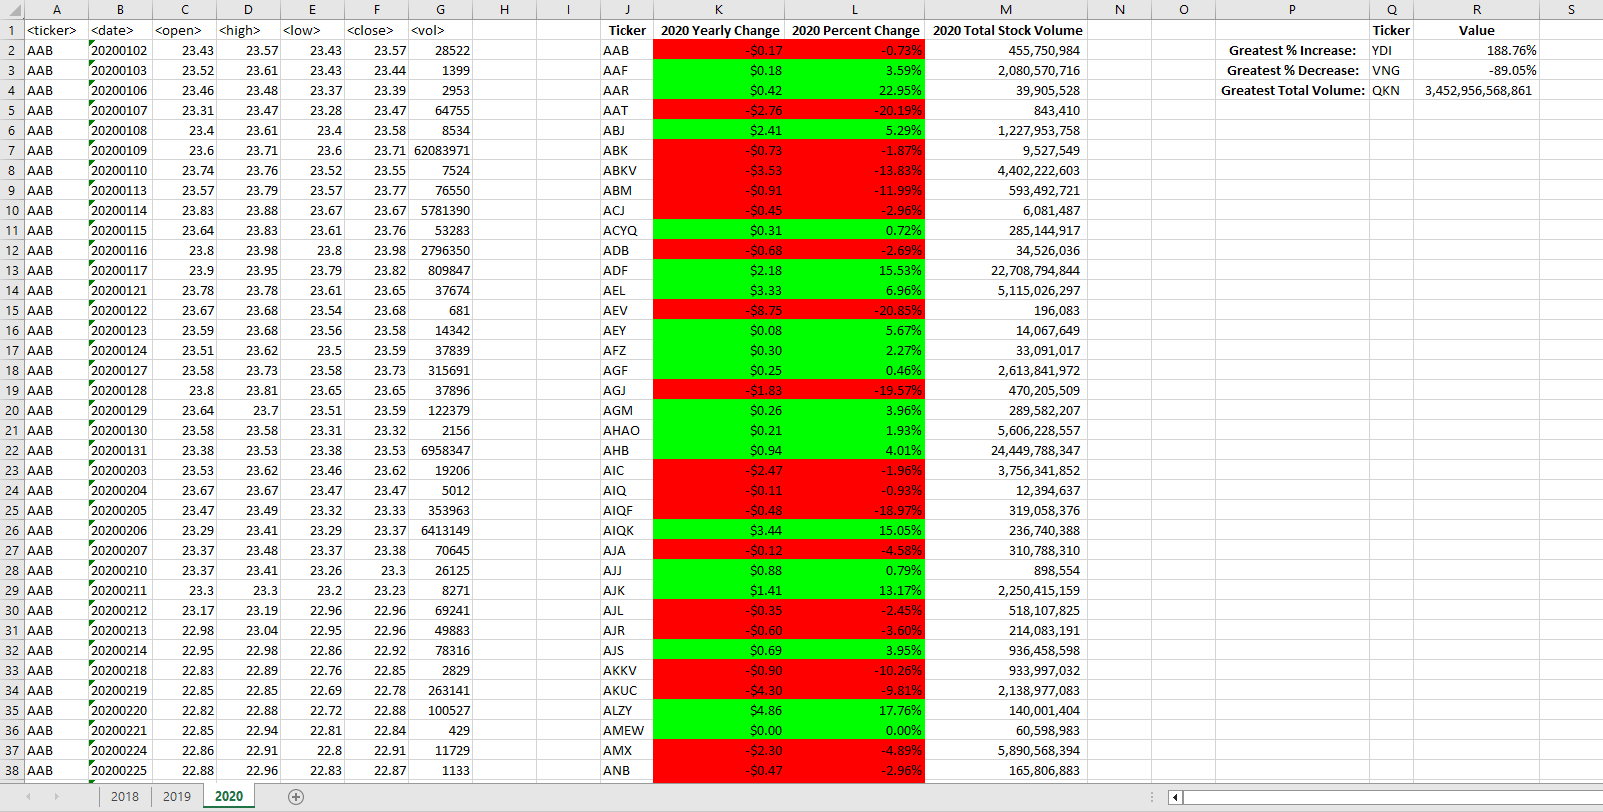 A B C D E F G H I J K L M N O P Q R S
1 <ticker> <date> <open> <high> <low> <close> <vol> Ticker 2020 Yearly Change 2020 Percent Change 2020 Total Stock Volume Ticker Value
2 AAB 20200102 23.43 23.57 23.43 23.57 28522 AAB -$0.17 -0.73% 455,750,984 Greatest % Increase: YDI 188.76%
3 AAB 20200103 23.52 23.61 23.43 23.44 1399 AAF $0.18 3.59% 2,080,570,716 Greatest % Decrease: VNG -89.05%
4 AAB 20200106 23.46 23.48 23.37 23.39 2953 AAR $0.42 22.95% 39,905,528 Greatest Total Volume: QKN 3,452,956,568,861
5 AAB 20200107 23.31 23.47 23.28 23.47 64755 AAT -$2.76 -20.19% 843,410
6 AAB 20200108 23.4 23.61 23.4 23.58 8534 ABJ $2.41 5.29% 1,227,953,758
7 AAB 20200109 23.6 23.71 23.6 23.71 62083971 ABK -$0.73 -1.87% 9,527,549
8 AAB 20200110 23.74 23.76 23.52 23.55 7524 ABKV -$3.53 -13.83% 4,402,222,603
9 AAB 20200113 23.57 23.79 23.57 23.77 76550 ABM -$0.91 -11.99% 593,492,721
10 AAB 20200114 23.83 23.88 23.67 23.67 5781390 ACJ -$0.45 -2.96% 6,081,487
11 AAB 20200115 23.64 23.83 23.61 23.76 53283 ACYQ $0.31 0.72% 285,144,917
12 AAB 20200116 23.8 23.98 23.8 23.98 2796350 ADB -$0.68 -2.69% 34,526,036
13 AAB 20200117 23.9 23.95 23.79 23.82 809847 ADF $2.18 15.53% 22,708,794,844
14 AAB 20200121 23.78 23.78 23.61 23.65 37674 AEL $3.33 6.96% 5,115,026,297
15 AAB 20200122 23.67 23.68 23.54 23.68 681 AEV -$8.75 -20.85% 196,083
16 AAB 20200123 23.59 23.68 23.56 23.58 14342 AEY $0.08 5.67% 14,067,649
17 AAB 20200124 23.51 23.62 23.5 23.59 37839 AFZ $0.30 2.27% 33,091,017
18 AAB 20200127 23.58 23.73 23.58 23.73 315691 AGF $0.25 0.46% 2,613,841,972
19 AAB 20200128 23.8 23.81 23.65 23.65 37896 AGJ -$1.83 -19.57% 470,205,509
20 AAB 20200129 23.64 23.7 23.51 23.59 122379 AGM $0.26 3.96% 289,582,207
21 AAB 20200130 23.58 23.58 23.31 23.32 2156 AHAO $0.21 1.93% 5,606,228,557
22 AAB 20200131 23.38 23.53 23.38 23.53 6958347 AHB $0.94 4.01% 24,449,788,347
23 AAB 20200203 23.53 23.62 23.46 23.62 19206 AIC -$2.47 -1.96% 3,756,341,852
24 AAB 20200204 23.67 23.67 23.47 23.47 5012 AIQ -$0.11 -0.93% 12,394,637
25 AAB 20200205 23.47 23.49 23.32 23.33 353963 AIQF -$0.48 -18.97% 319,058,376
26 AAB 20200206 23.29 23.41 23.29 23.37 6413149 AIQK $3.44 15.05% 236,740,388
27 AAB 20200207 23.37 23.48 23.37 23.38 70645 AJA -$0.12 -4.58% 310,788,310
28 AAB 20200210 23.37 23.41 23.26 23.3 26125 AJJ $0.88 0.79% 898,554
29 AAB 20200211 23.3 23.3 23.2 23.23 8271 AJK $1.41 13.17% 2,250,415,159
30 AAB 20200212 23.17 23.19 22.96 22.96 69241 AJL -$0.35 -2.45% 518,107,825
31 AAB 20200213 22.98 23.04 22.95 22.96 49883 AJR -$0.60 -3.60% 214,083,191
32 AAB 20200214 22.95 22.98 22.86 22.92 78316 AJS $0.69 3.95% 936,458,598
33 AAB 20200218 22.83 22.89 22.76 22.85 2829 AKKV -$0.90 -10.26% 933,997,032
34 AAB 20200219 22.85 22.85 22.69 22.78 263141 AKUC -$4.30 -9.81% 2,138,977,083
35 AAB 20200220 22.82 22.88 22.72 22.88 100527 ALZY $4.86 17.76% 140,001,404
36 AAB 20200221 22.85 22.94 22.81 22.84 429 AMEW $0.00 0.00% 60,598,983
37 AAB 20200224 22.86 22.91 22.8 22.91 11729 AMX -$2.30 -4.89% 5,890,568,394
38 AAB 20200225 22.88 22.96 22.83 22.87 1133 ANB -$0.47 -2.96% 165,806,883
2018 2019 2020